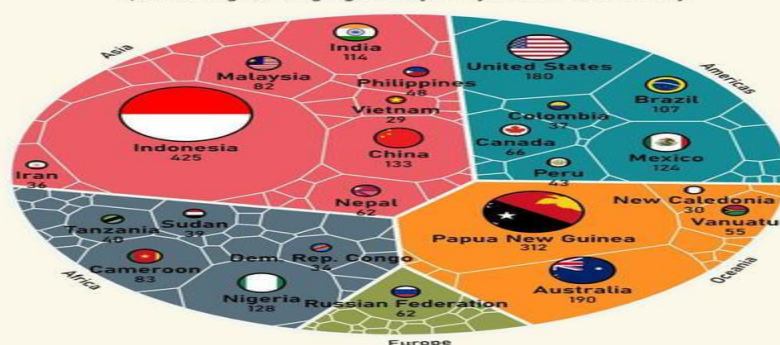 Asia
India
114
Malaysia
82
Philippines
48
Vietnam
29
Indonesia
425
China
133
Iran
36
Nepal
62
Americas
United States
180
Brazil
107
Colombia
37
Canada
66
Mexico
124
Peru
43
Africa
Tanzania
40
Sudan
39
Dem. Rep. Congo
34
Cameroon
83
Nigeria
128
Oceania
New Caledonia
30
Vanuatu
55
Papua New Guinea
312
Australia
190
Russian Federation
62
Europe